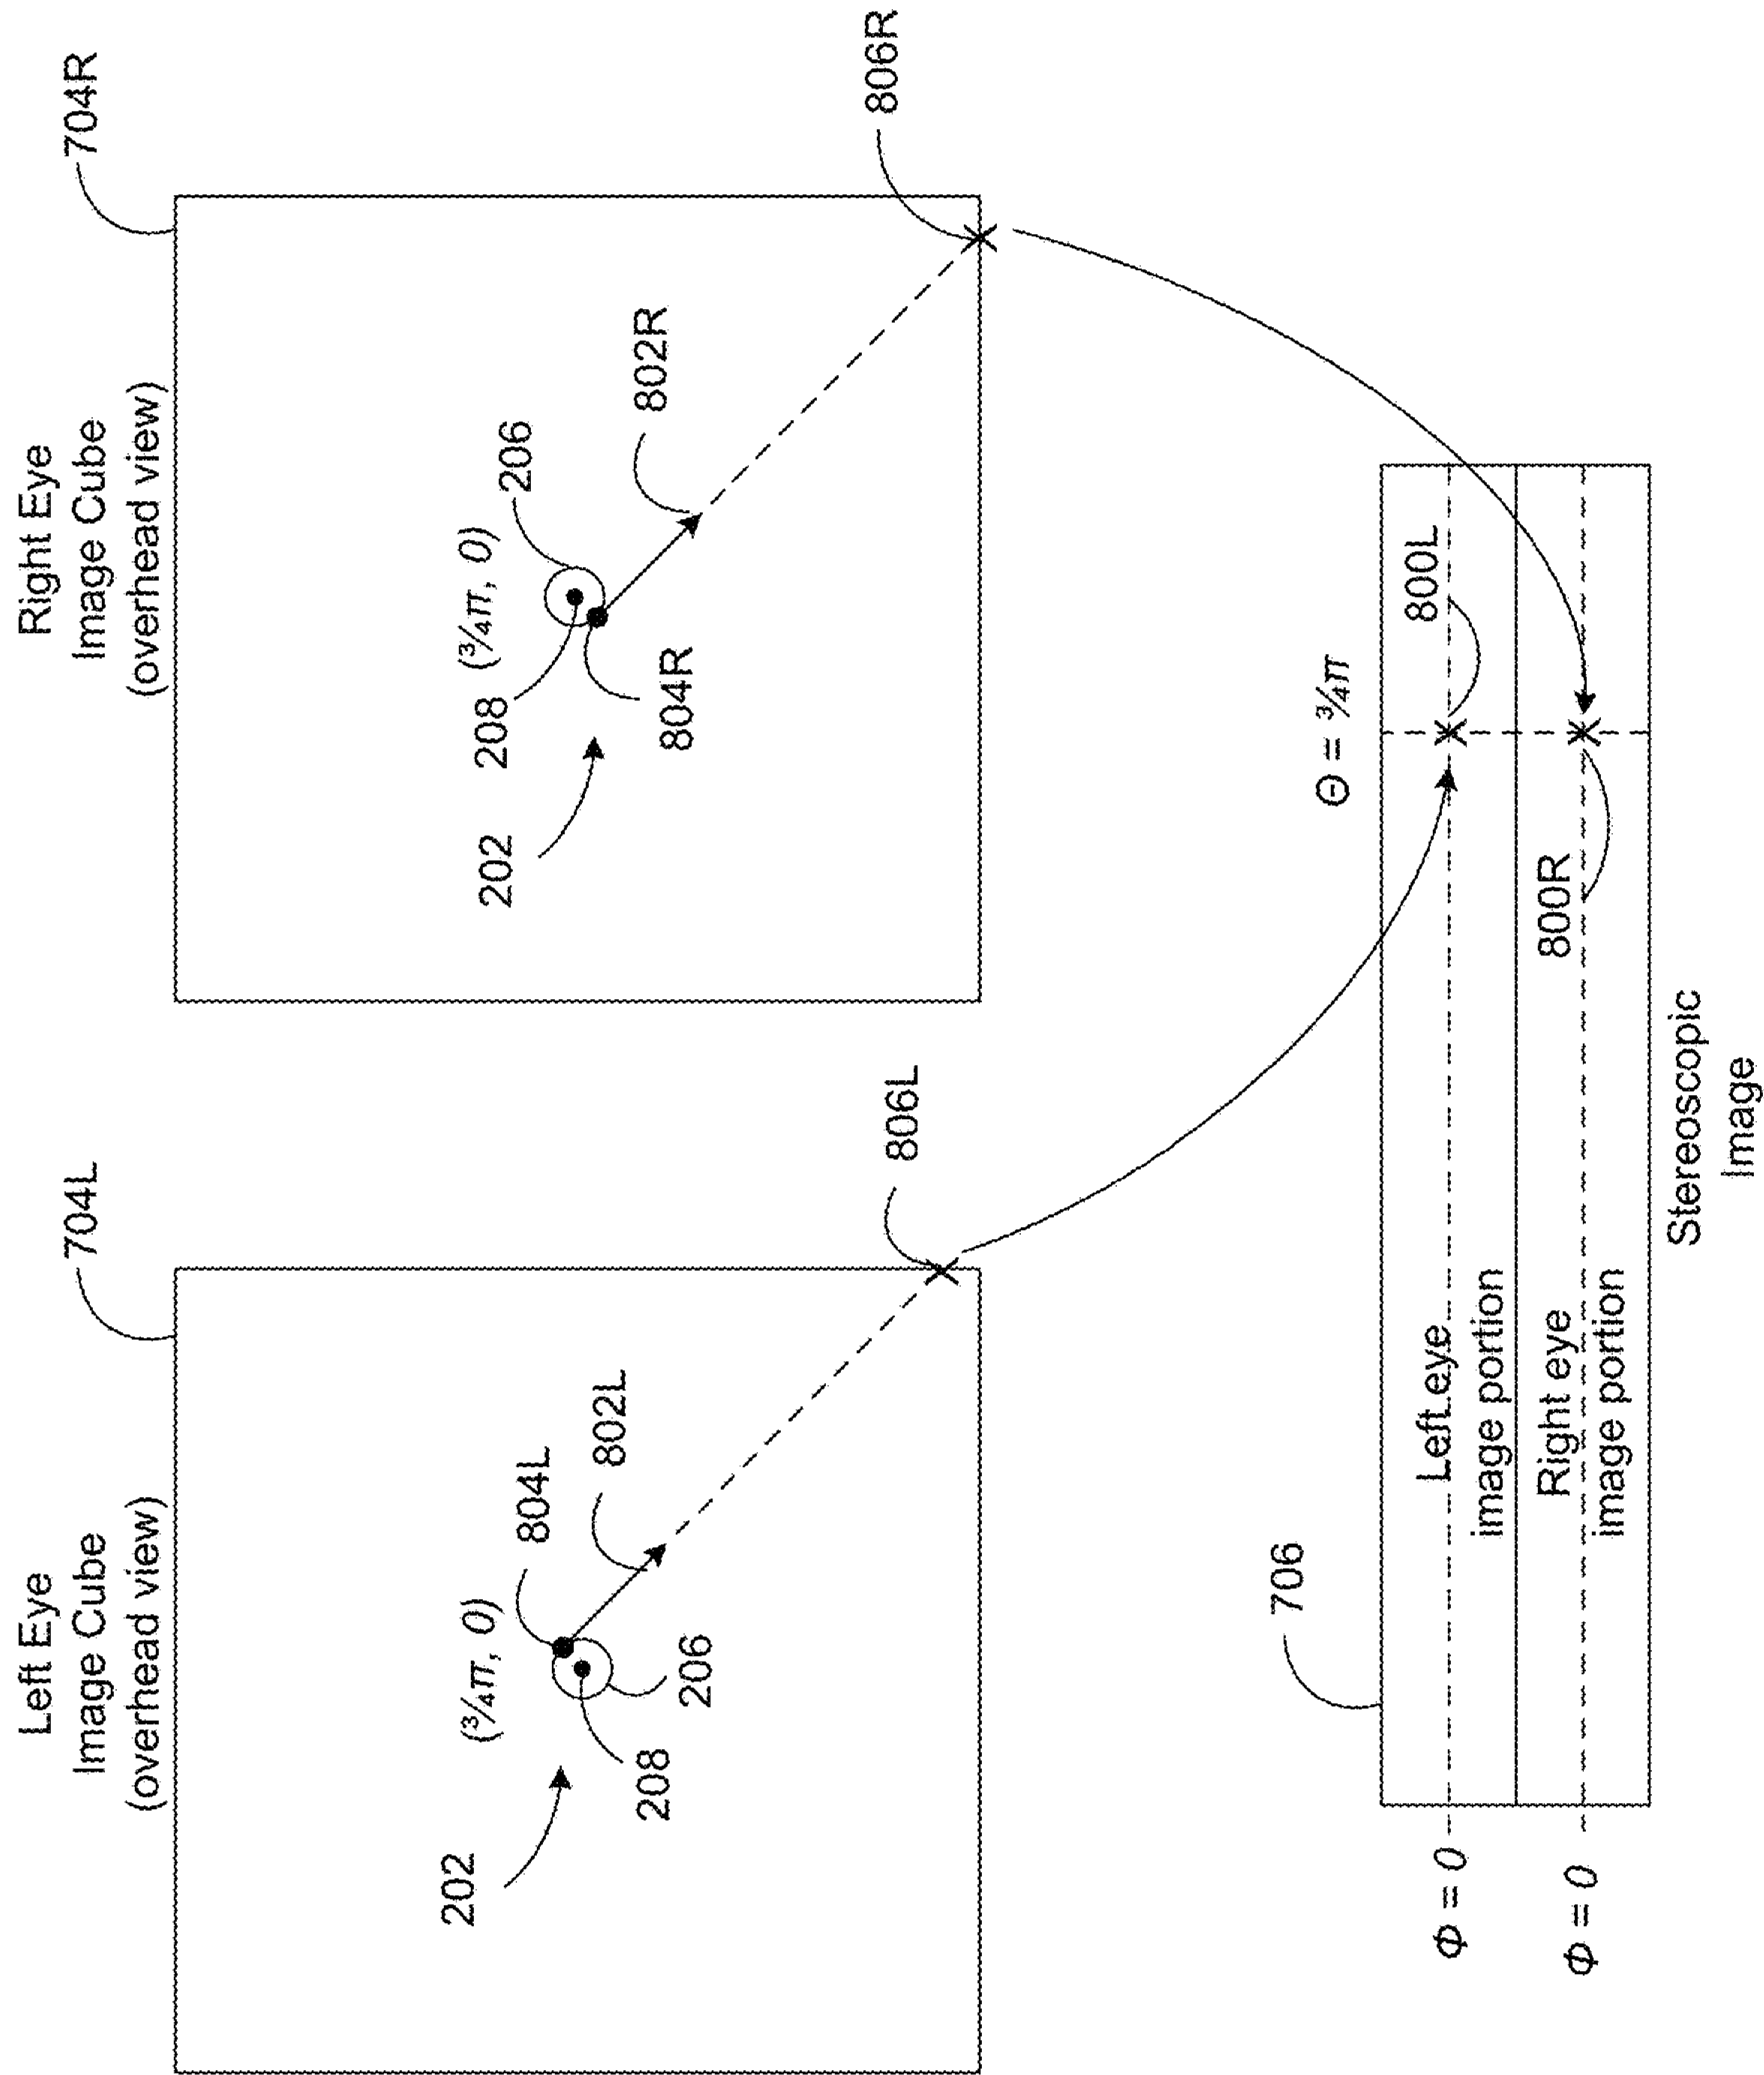 Left Eye
Image Cube
(overhead view)
704L
202
(¾π, 0)
804L
802L
208
206
806L
Right Eye
Image Cube
(overhead view)
704R
202
208
(¾π, 0)
206
804R
802R
806R
706
Θ = ¾π
Φ = 0
Left eye
image portion
800L
Φ = 0
Right eye
image portion
800R
Stereoscopic
Image